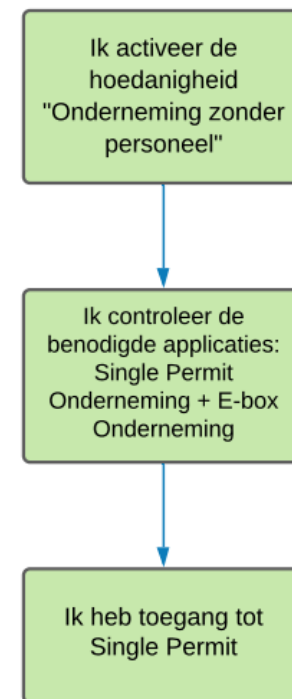 Ik activeer de
hoedanigheid
"Onderneming zonder
personeel"
Ik controleer de
benodigde applicaties:
Single Permit
Onderneming + E-box
Onderneming
Ik heb toegang tot
Single Permit